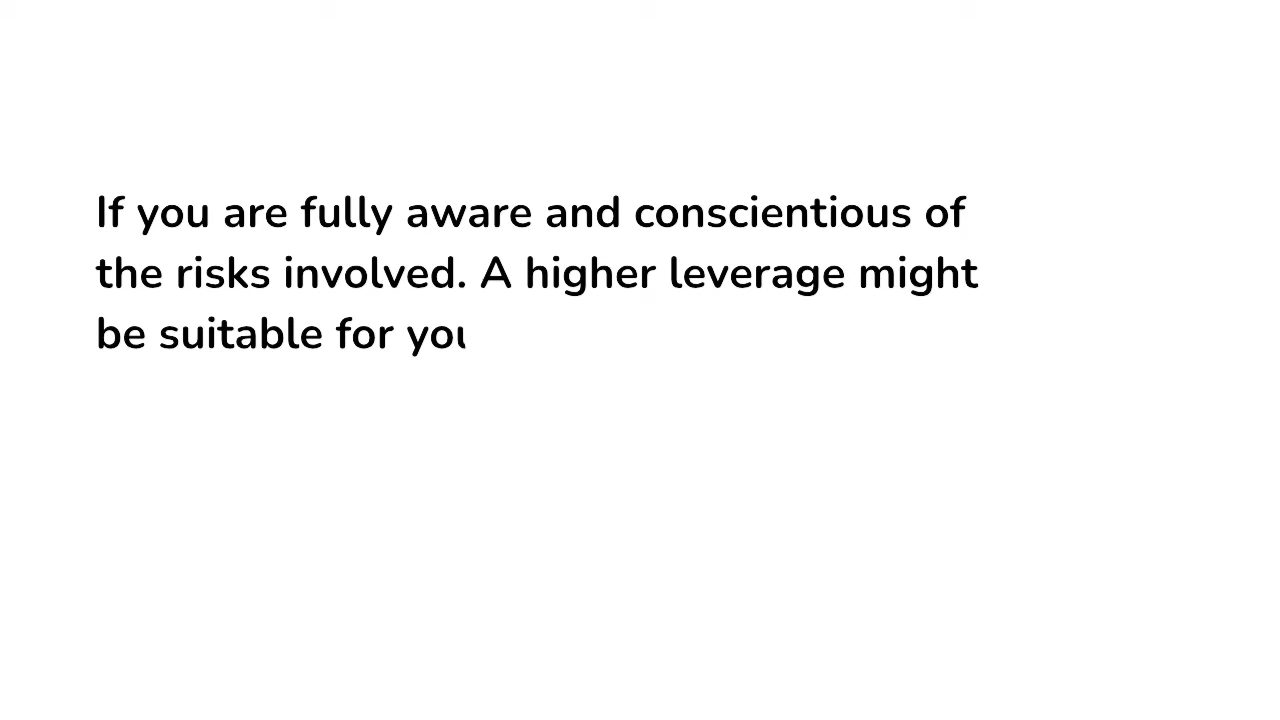 If you are fully aware and conscientious of
the risks involved. A higher leverage might
be suitable for you